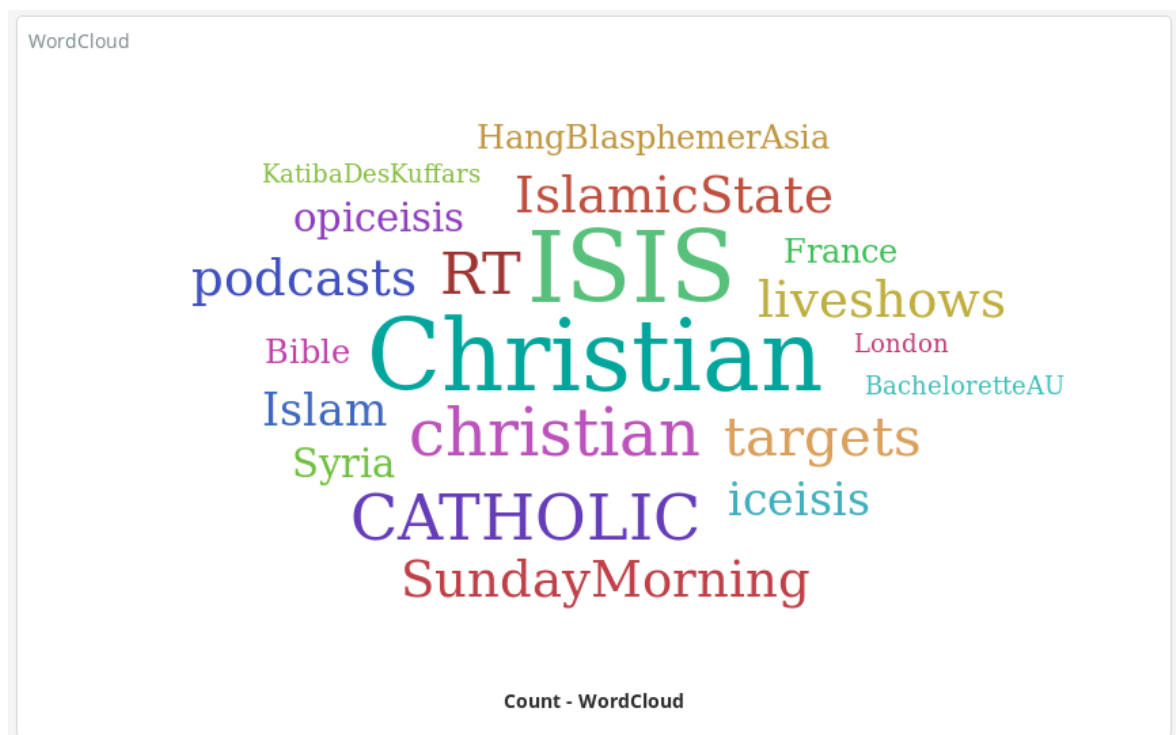 WordCloud
HangBlasphemerAsia
KatibaDesKuffars
IslamicState
opiceisis
France
podcasts
RT
ISIS
liveshows
Bible
Christian
London
BacheloretteAU
Islam
christian
targets
Syria
CATHOLIC
iceisis
SundayMorning
Count - WordCloud